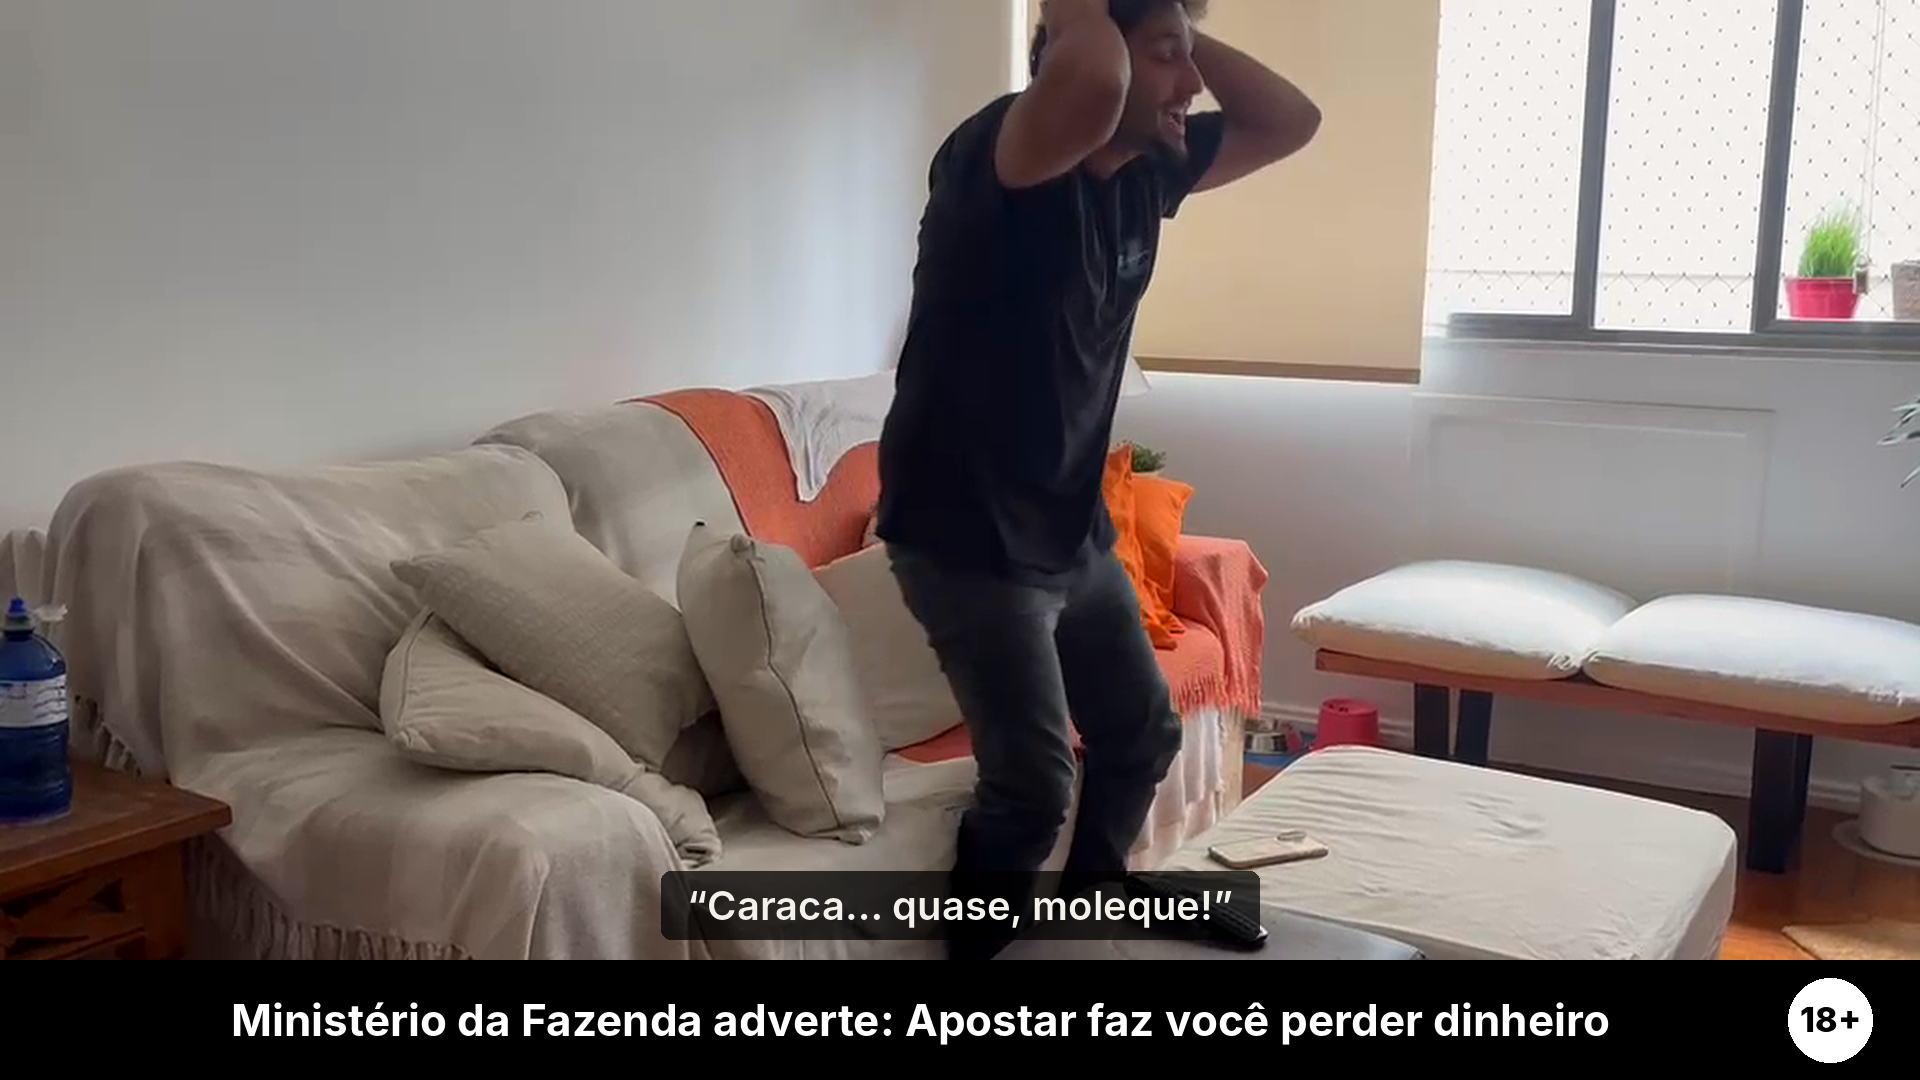 “Caraca... quase, moleque!”
Ministério da Fazenda adverte: Apostar faz você perder dinheiro
18+